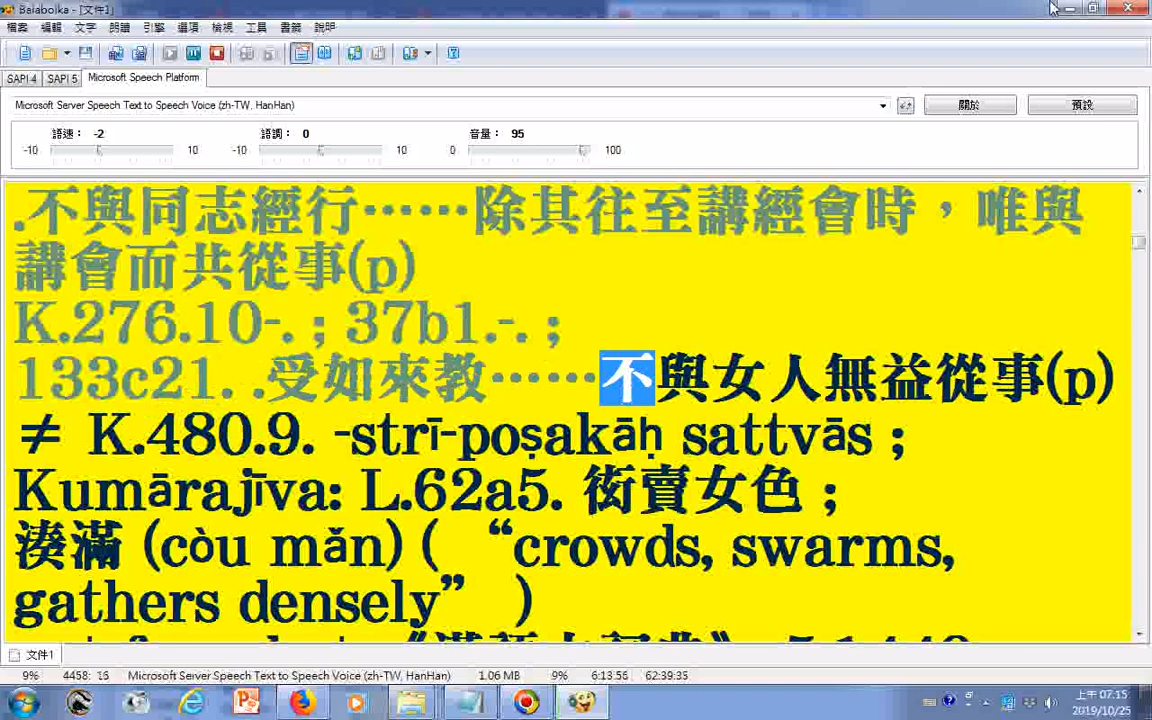 Balabolka - [文件1]
檔案 編輯 文字 朗讀 引擎 選項 檢視 工具 書籤 說明
SAPI 4 SAPI 5 Microsoft Speech Platform
Microsoft Server Speech Text to Speech Voice (zh-TW, HanHan) 關於 預設
語速： -2 語調： 0 音量： 95
-10 10 -10 10 0 100
.不與同志經行……除其往至講經會時，唯與
講會而共從事(p)
K.276.10-. ; 37b1.-. ;
133c21. .受如來教……不與女人無益從事(p)
≠ K.480.9. -strī-poṣakāḥ sattvās ;
Kumārajīva: L.62a5. 衒賣女色 ;
湊滿 (còu mǎn) ( “crowds, swarms,
gathers densely” )
文件1
9% 4458: 15 Microsoft Server Speech Text to Speech Voice (zh-TW, HanHan) 1.06 MB 9% 6:13:55 62:39:35
上午 07:15
2019/10/25